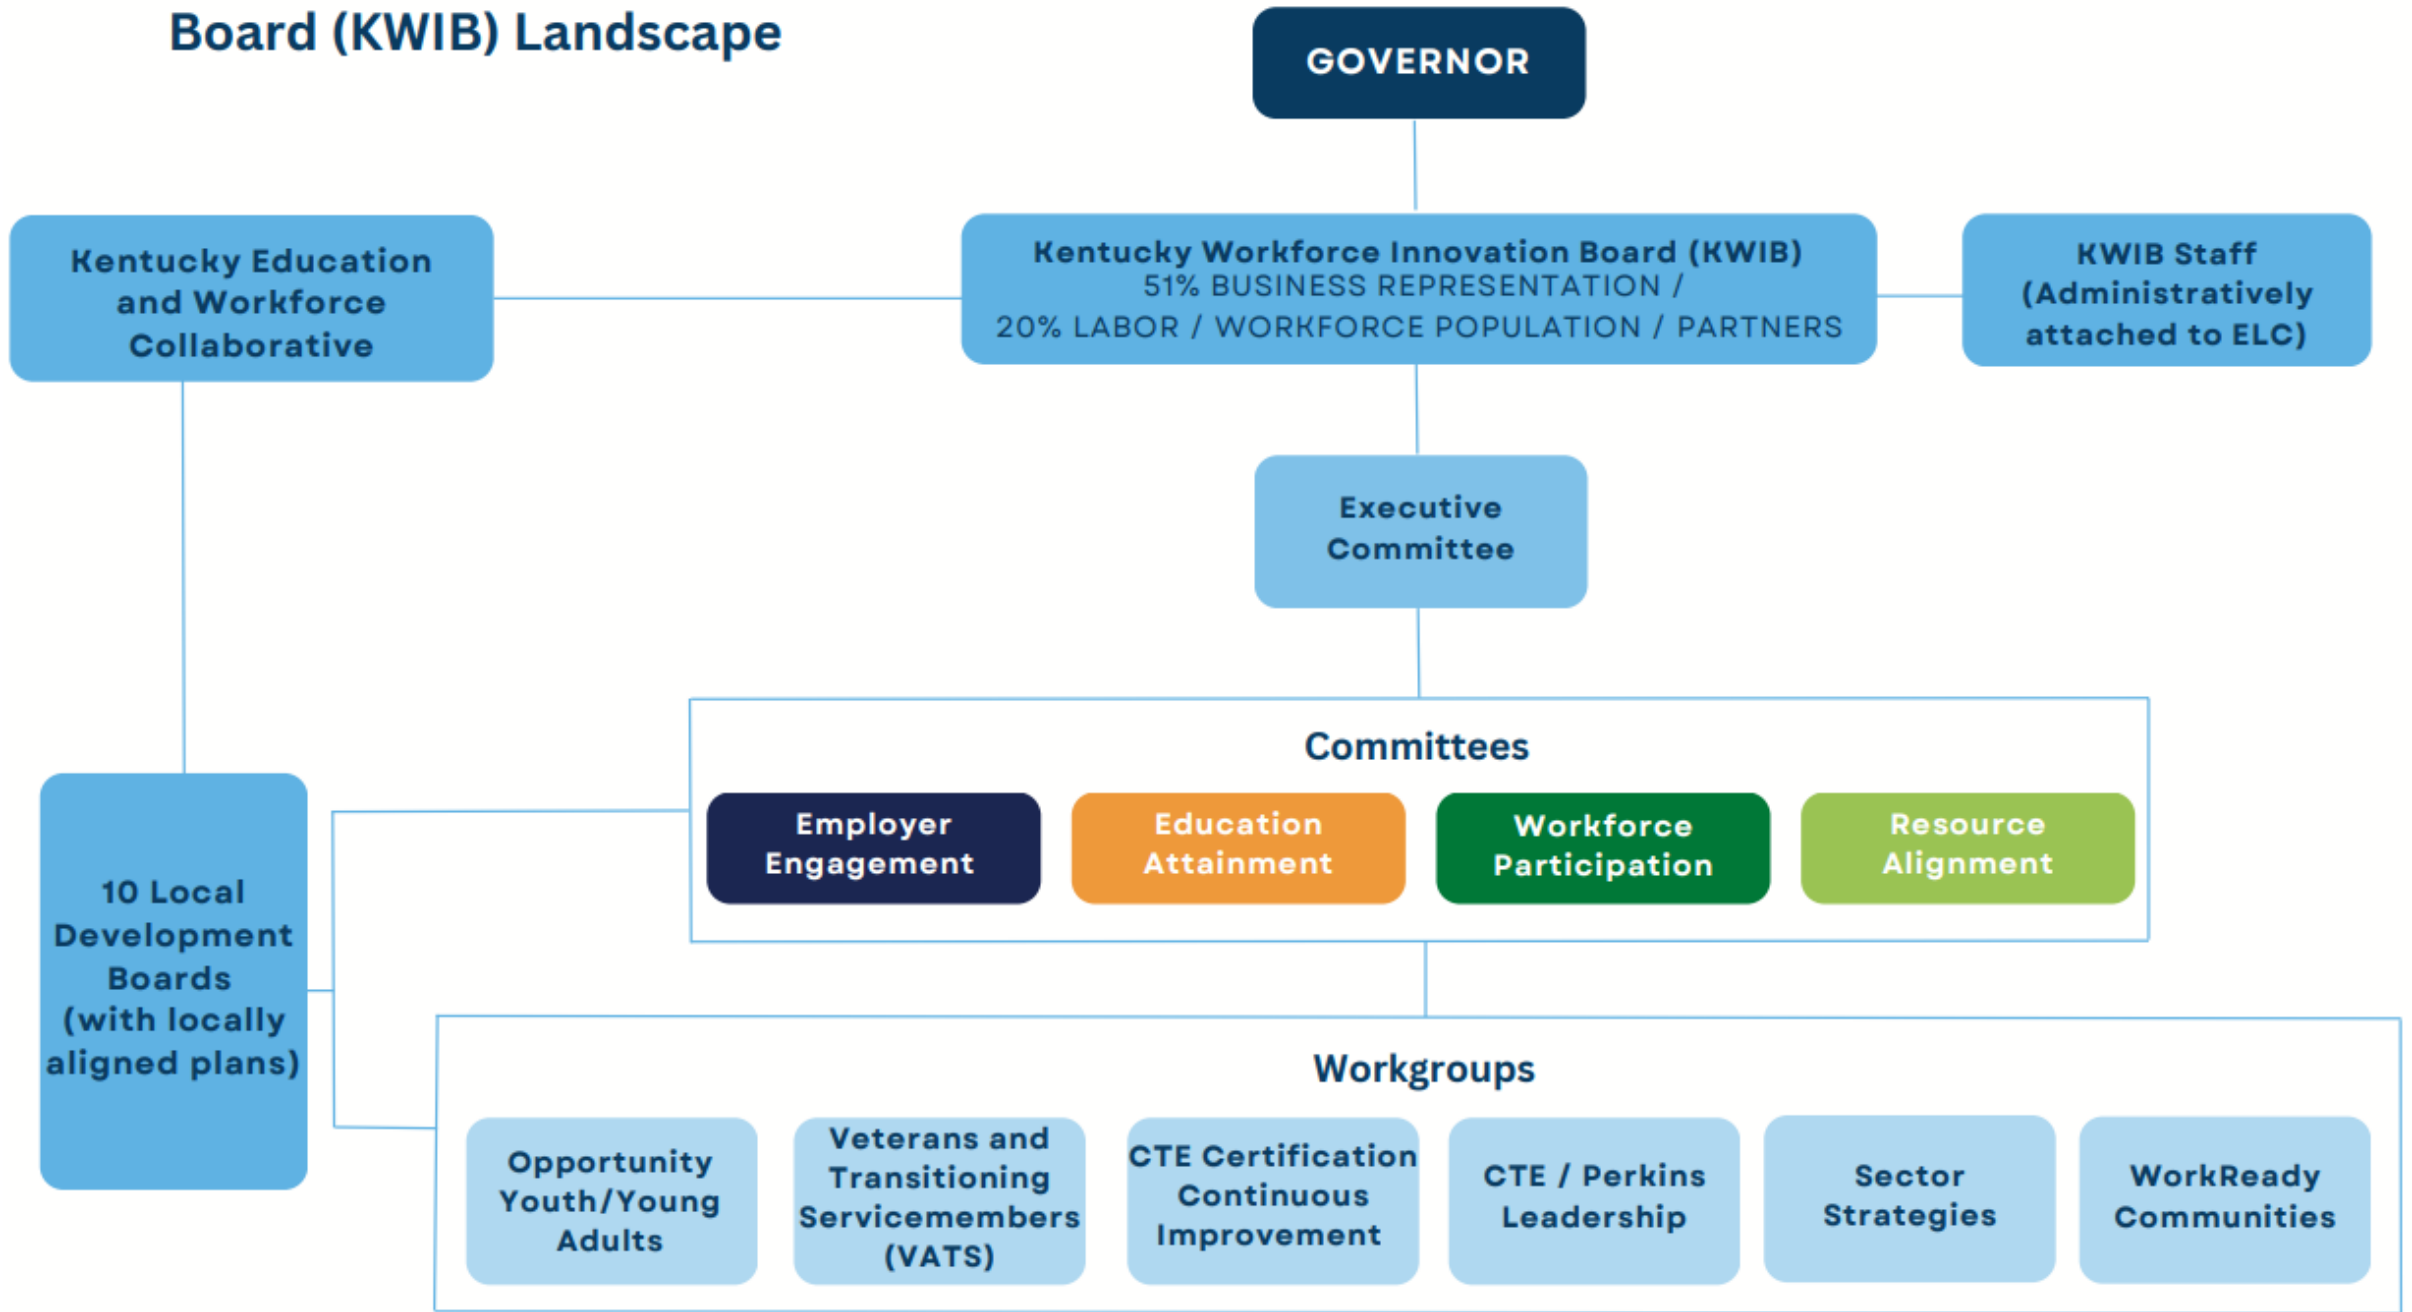 Board (KWIB) Landscape
GOVERNOR
Kentucky Education
and Workforce
Collaborative
Kentucky Workforce Innovation Board (KWIB)
51% BUSINESS REPRESENTATION /
20% LABOR / WORKFORCE POPULATION / PARTNERS
KWIB Staff
(Administratively
attached to ELC)
Executive
Committee
Committees
Employer
Engagement
Education
Attainment
Workforce
Participation
Resource
Alignment
10 Local
Development
Boards
(with locally
aligned plans)
Workgroups
Opportunity
Youth/Young
Adults
Veterans and
Transitioning
Servicemembers
(VATS)
CTE Certification
Continuous
Improvement
CTE / Perkins
Leadership
Sector
Strategies
WorkReady
Communities